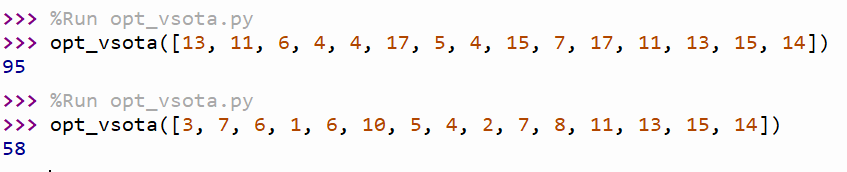 >>> %Run opt_vsota.py
>>> opt_vsota([13, 11, 6, 4, 4, 17, 5, 4, 15, 7, 17, 11, 13, 15, 14])
95
>>> %Run opt_vsota.py
>>> opt_vsota([3, 7, 6, 1, 6, 10, 5, 4, 2, 7, 8, 11, 13, 15, 14])
58